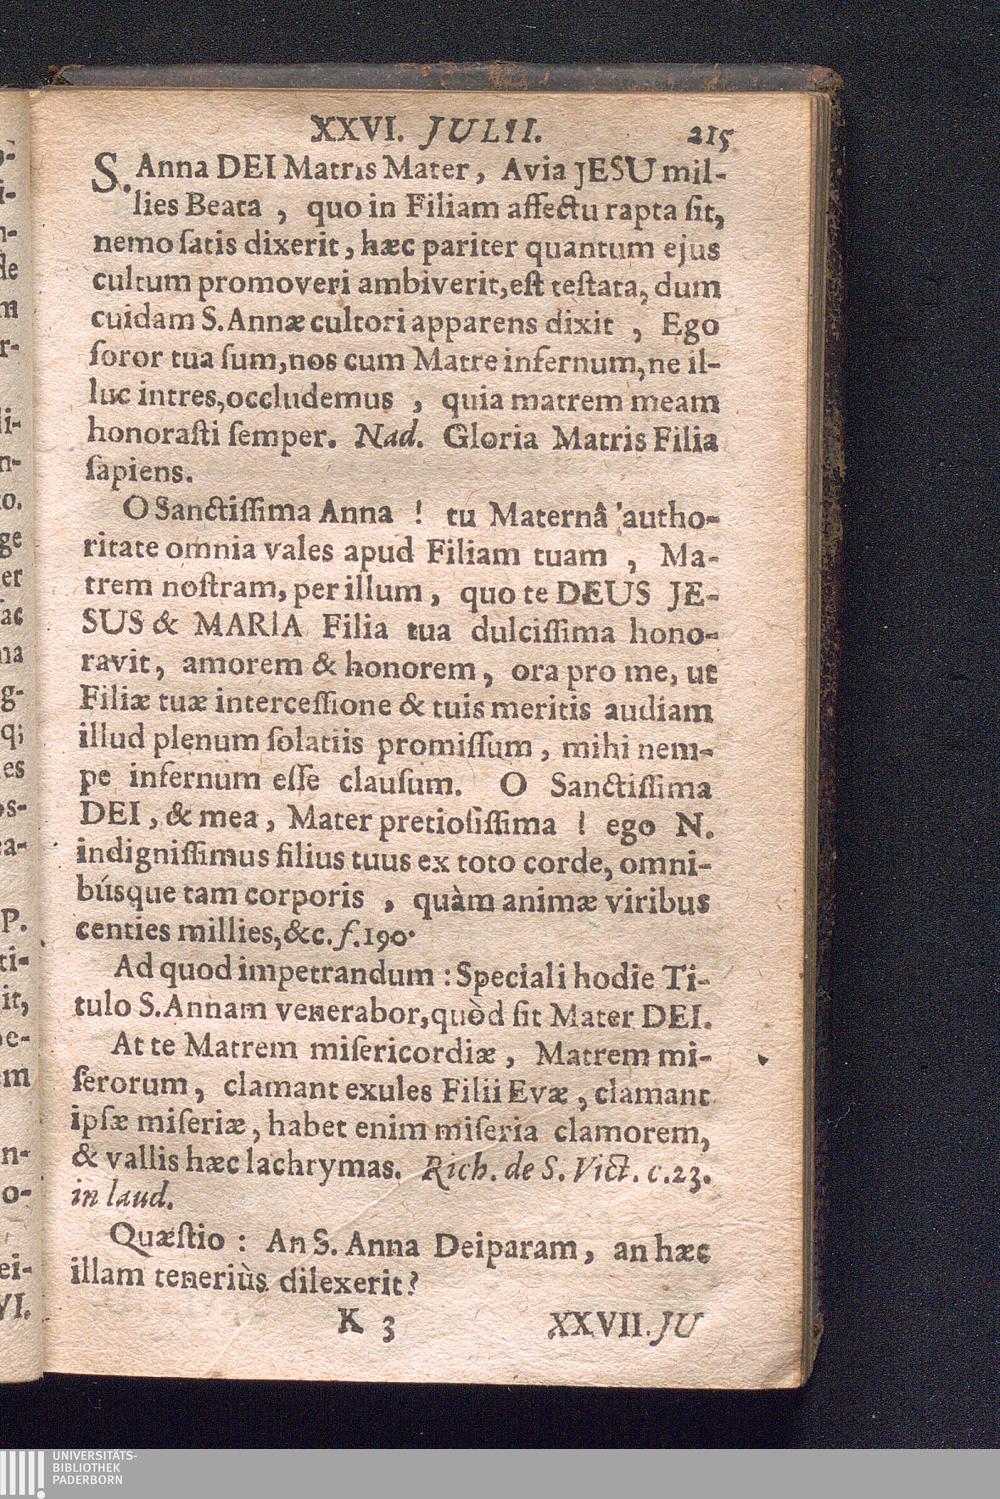 XXVI. JULII. 215
S. Anna DEI Matris Mater, Avia JESU mil-
lies Beata, quo in Filiam affectu rapta sit,
nemo satis dixerit, hæc pariter quantum ejus
cultum promoveri ambiverit, est testata, dum
cuidam S. Annæ cultori apparens dixit, Ego
soror tua sum, nos cum Matre infernum, ne il-
luc intres, occludemus, quia matrem meam
honorasti semper. Nad. Gloria Matris Filia
sapiens.
O Sanctissima Anna! tu Maternâ autho-
ritate omnia vales apud Filiam tuam, Ma-
trem nostram, per illum, quo te DEUS JE-
SUS & MARIA Filia tua dulcissima hono-
ravit, amorem & honorem, ora pro me, ut
Filiæ tuæ intercessione & tuis meritis audiam
illud plenum solatiis promissum, mihi nem-
pe infernum esse clausum. O Sanctissima
DEI, & mea, Mater pretiosissima! ego N.
indignissimus filius tuus ex toto corde, omni-
búsque tam corporis, quàm animæ viribus
centies millies, &c. f. 190.
Ad quod impetrandum: Speciali hodie Ti-
tulo S. Annam venerabor, quòd sit Mater DEI.
At te Matrem misericordiæ, Matrem mi-
serorum, clamant exules Filii Evæ, clamant
ipsæ miseriæ, habet enim miseria clamorem,
& vallis hæc lachrymas. Rich. de S. Vict. c. 23.
in laud.
Quæstio: An S. Anna Deiparam, an hæc
illam teneriùs dilexerit?
K 3 XXVII. JU
UNIVERSITÄTS-
BIBLIOTHEK
PADERBORN